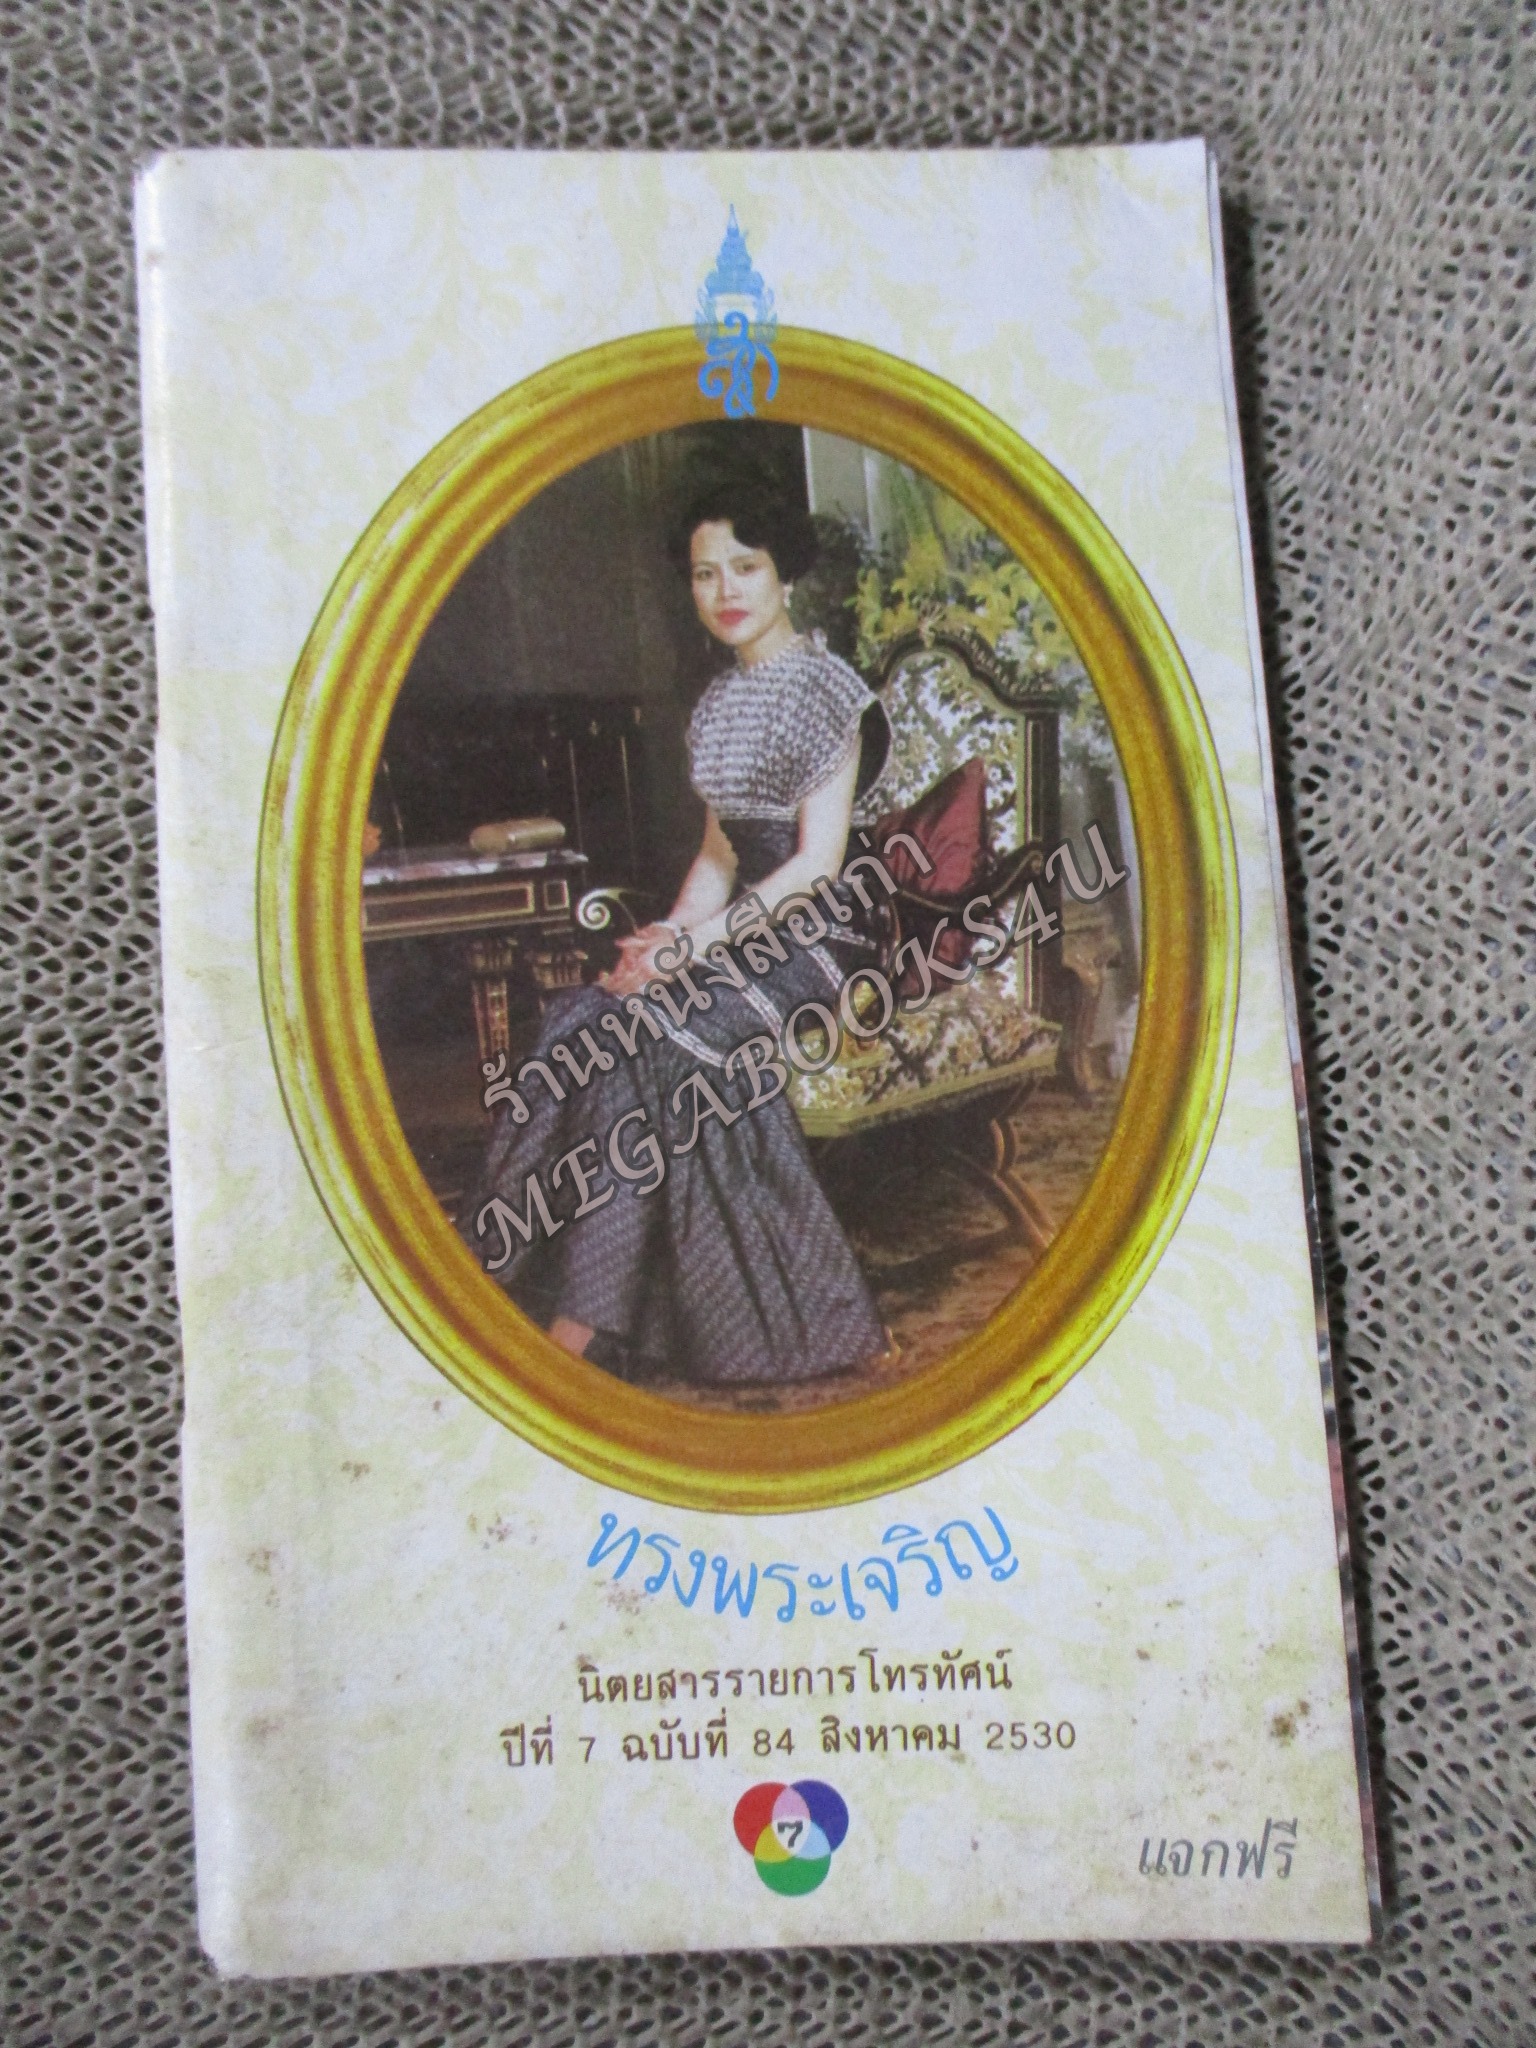 ร้านหนังสือเก่า
MEGABOOKS4U
ทรงพระเจริญ
นิตยสารรายการโทรทัศน์
ปีที่ 7 ฉบับที่ 84 สิงหาคม 2530
7
แจกฟรี